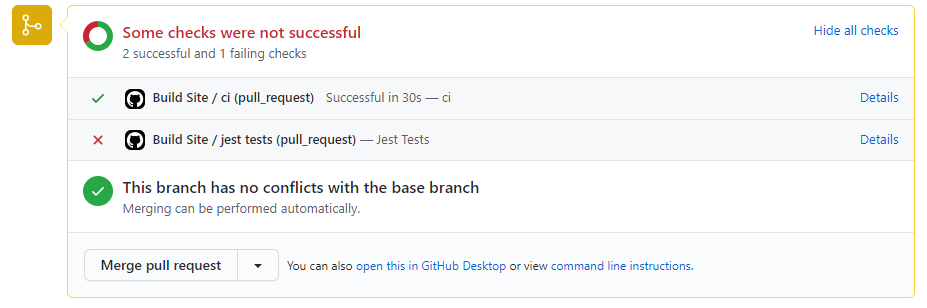 Some checks were not successful
Hide all checks
2 successful and 1 failing checks
Build Site / ci (pull_request) Successful in 30s — ci
Details
Build Site / jest tests (pull_request) — Jest Tests
Details
This branch has no conflicts with the base branch
Merging can be performed automatically.
Merge pull request
You can also open this in GitHub Desktop or view command line instructions.